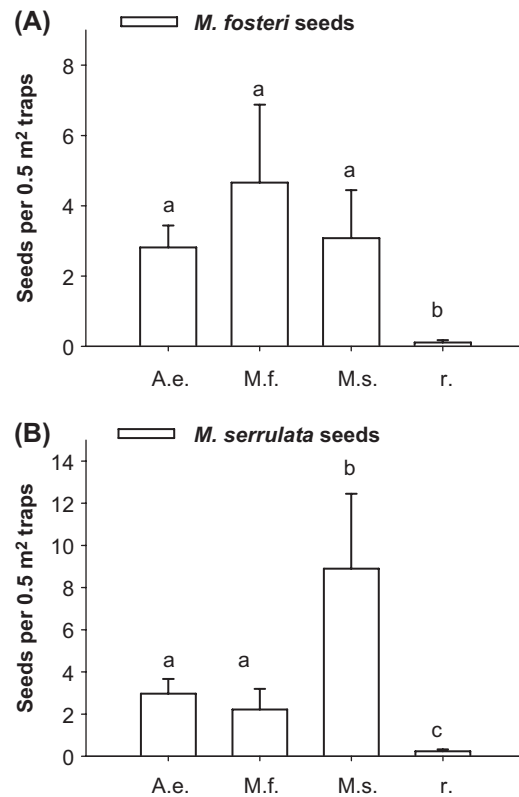 (A) M. fosteri seeds
Seeds per 0.5 m² traps
8
6
4
2
0
a
a
a
b
A.e. M.f. M.s. r.
(B) M. serrulata seeds
Seeds per 0.5 m² traps
14
12
10
8
6
4
2
0
a
a
b
c
A.e. M.f. M.s. r.